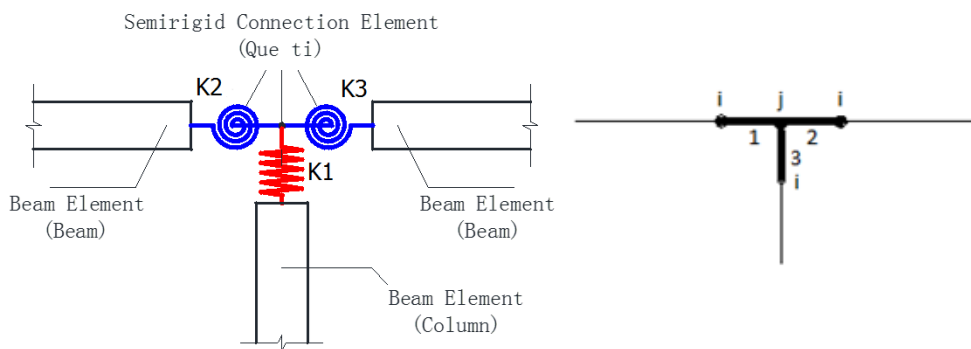 Semirigid Connection Element
(Que ti)
K2
K3
K1
Beam Element
(Beam)
Beam Element
(Beam)
Beam Element
(Column)
i
j
i
1
2
3
i